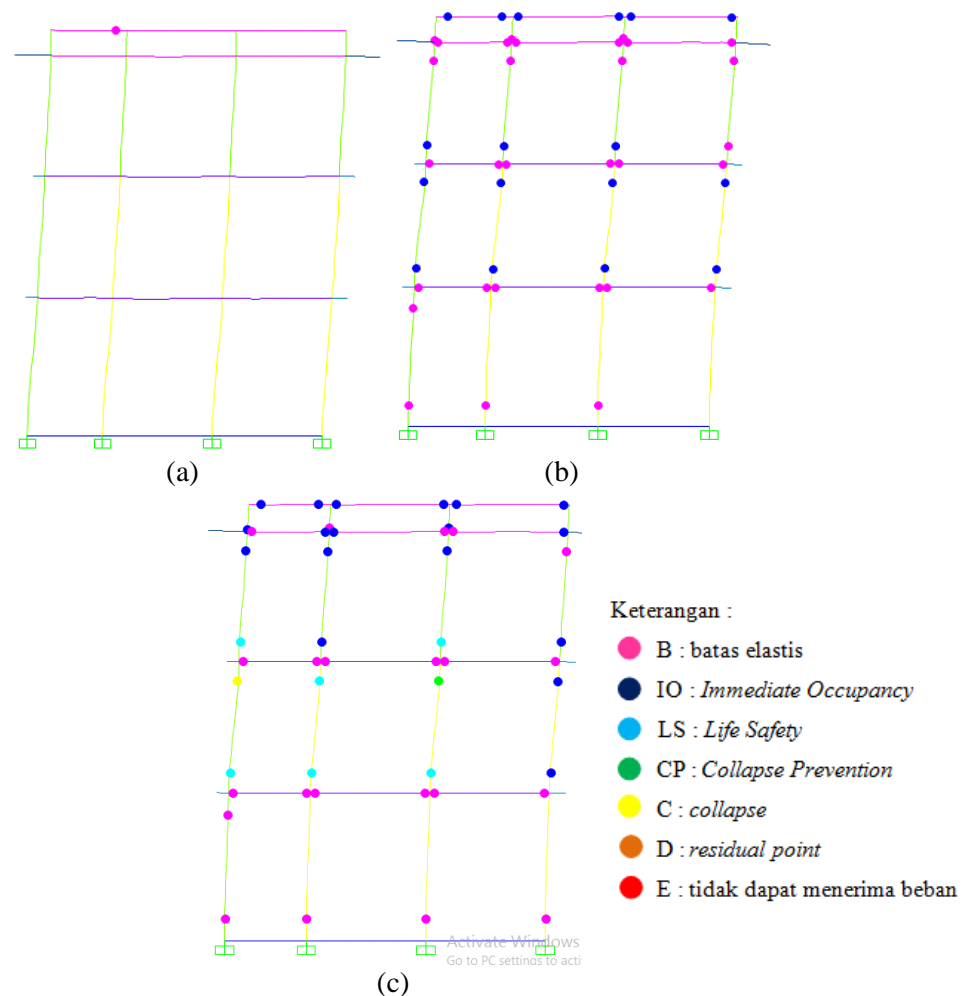 (a)
(b)
Keterangan :
B : batas elastis
IO : Immediate Occupancy
LS : Life Safety
CP : Collapse Prevention
C : collapse
D : residual point
E : tidak dapat menerima beban
Activate Windows
Go to PC settings to acti
(c)